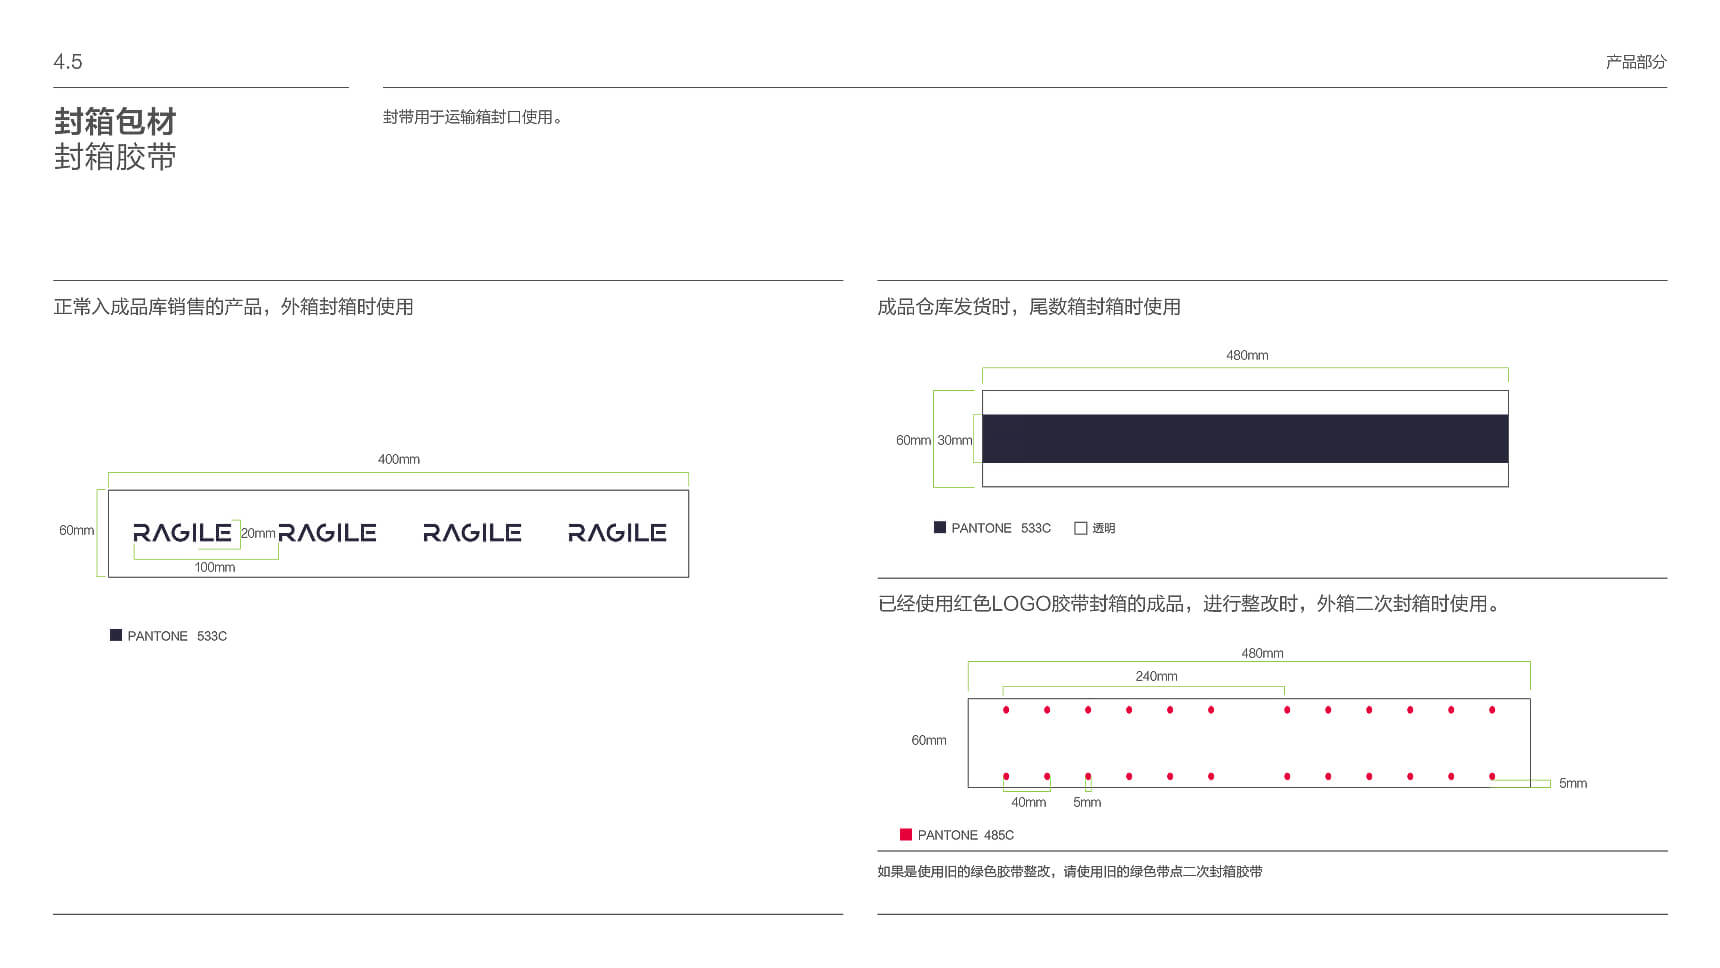 4.5
产品部分
封箱包材
封箱胶带
封带用于运输箱封口使用。
正常入成品库销售的产品，外箱封箱时使用
400mm
60mm
RAGILE 20mm RAGILE RAGILE RAGILE
100mm
PANTONE 533C
成品仓库发货时，尾数箱封箱时使用
480mm
60mm 30mm
PANTONE 533C 透明
已经使用红色LOGO胶带封箱的成品，进行整改时，外箱二次封箱时使用。
480mm
240mm
60mm
5mm
40mm 5mm
PANTONE 485C
如果是使用旧的绿色胶带整改，请使用旧的绿色带点二次封箱胶带